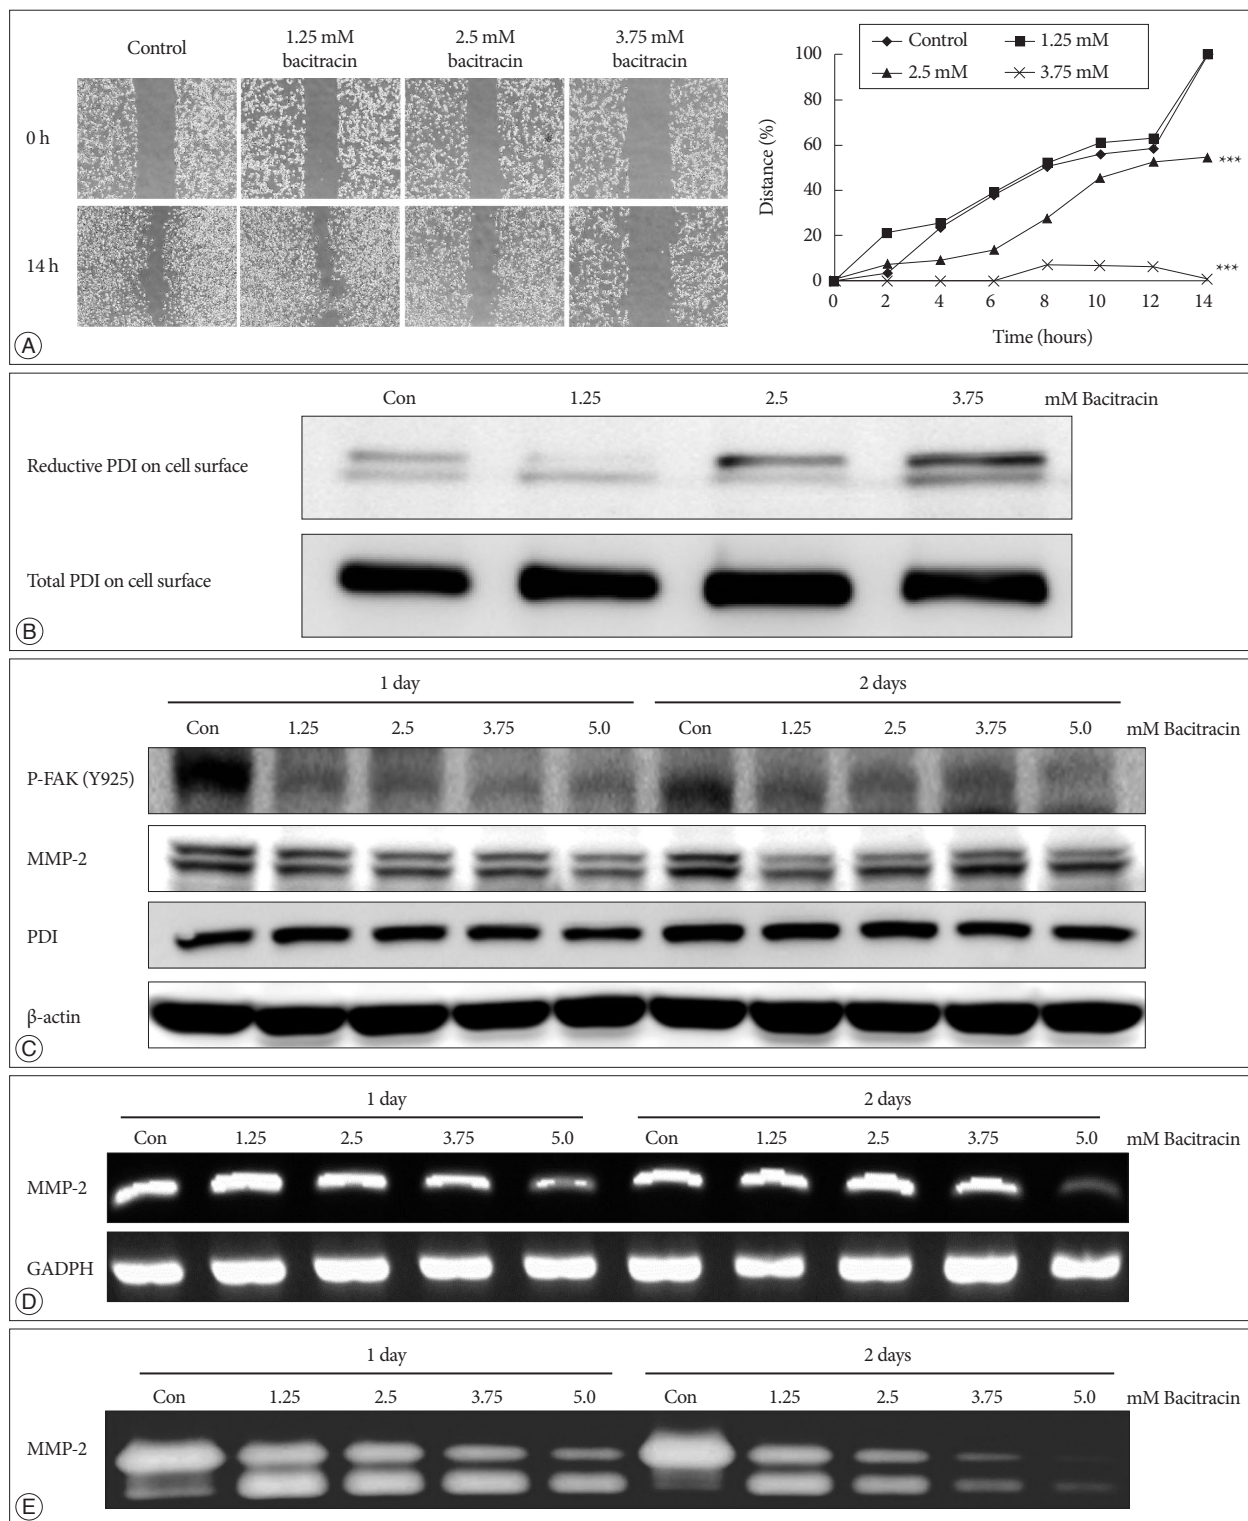 Control
1.25 mM
bacitracin
2.5 mM
bacitracin
3.75 mM
bacitracin
0 h
14 h
Control
1.25 mM
2.5 mM
3.75 mM
100
80
60
40
20
0
Distance (%)
0 2 4 6 8 10 12 14
Time (hours)
***
***
A
Con 1.25 2.5 3.75 mM Bacitracin
Reductive PDI on cell surface
Total PDI on cell surface
B
1 day 2 days
Con 1.25 2.5 3.75 5.0 Con 1.25 2.5 3.75 5.0 mM Bacitracin
P-FAK (Y925)
MMP-2
PDI
β-actin
C
1 day 2 days
Con 1.25 2.5 3.75 5.0 Con 1.25 2.5 3.75 5.0 mM Bacitracin
MMP-2
GADPH
D
1 day 2 days
Con 1.25 2.5 3.75 5.0 Con 1.25 2.5 3.75 5.0 mM Bacitracin
MMP-2
E